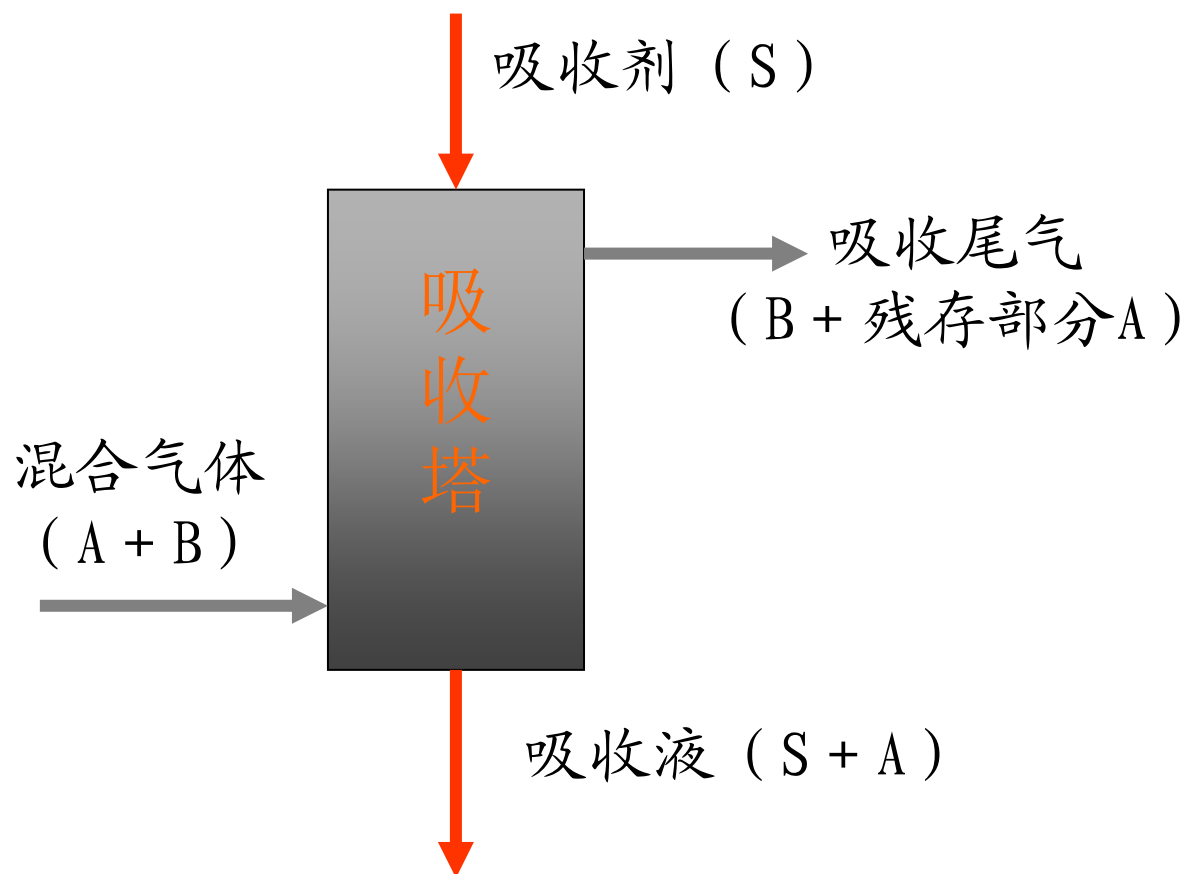 吸收剂（S）
吸收尾气
（B+残存部分A）
吸
收
塔
混合气体
（A+B）
吸收液（S+A）